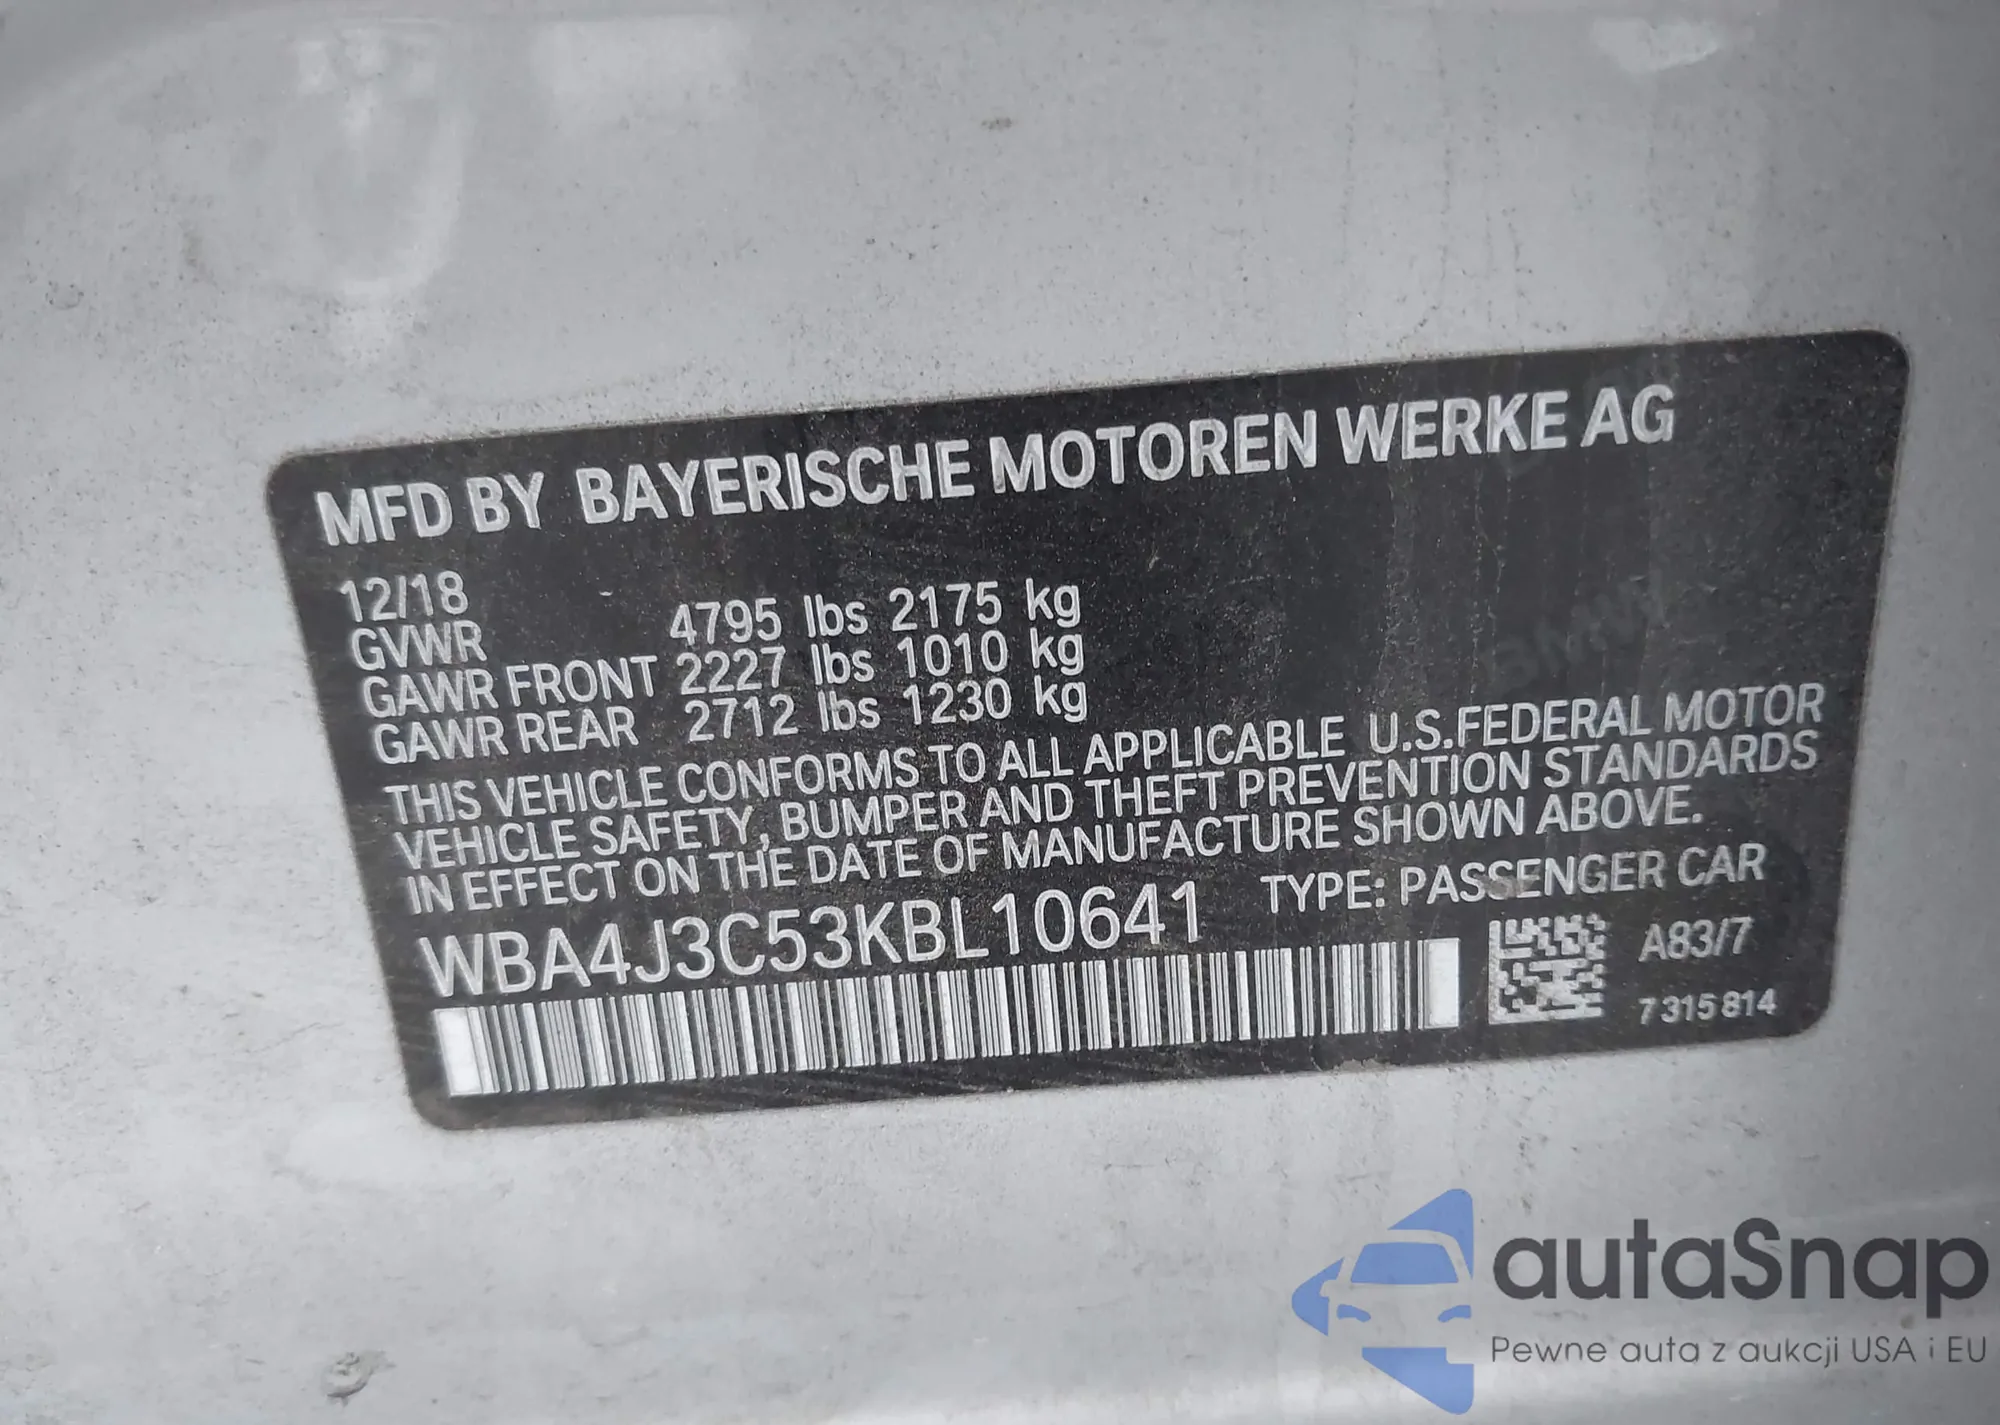 MFD BY BAYERISCHE MOTOREN WERKE AG
12/18
GVWR 4795 lbs 2175 kg
GAWR FRONT 2227 lbs 1010 kg
GAWR REAR 2712 lbs 1230 kg
THIS VEHICLE CONFORMS TO ALL APPLICABLE U.S.FEDERAL MOTOR
VEHICLE SAFETY, BUMPER AND THEFT PREVENTION STANDARDS
IN EFFECT ON THE DATE OF MANUFACTURE SHOWN ABOVE.
WBA4J3C53KBL10641 TYPE: PASSENGER CAR
A83/7
7 315 814
autaSnap
Pewne auta z aukcji USA i EU